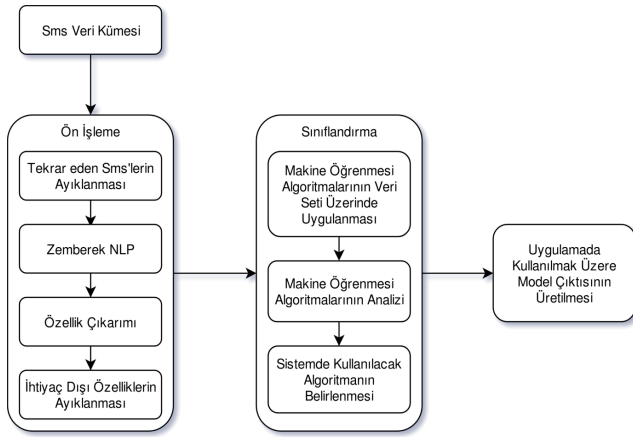 Sms Veri Kümesi
Ön İşleme
Tekrar eden Sms'lerin
Ayıklanması
Zemberek NLP
Özellik Çıkarımı
İhtiyaç Dışı Özelliklerin
Ayıklanması
Sınıflandırma
Makine Öğrenmesi
Algoritmalarının Veri
Seti Üzerinde
Uygulanması
Makine Öğrenmesi
Algoritmalarının Analizi
Sistemde Kullanılacak
Algoritmanın
Belirlenmesi
Uygulamada
Kullanılmak Üzere
Model Çıktısının
Üretilmesi